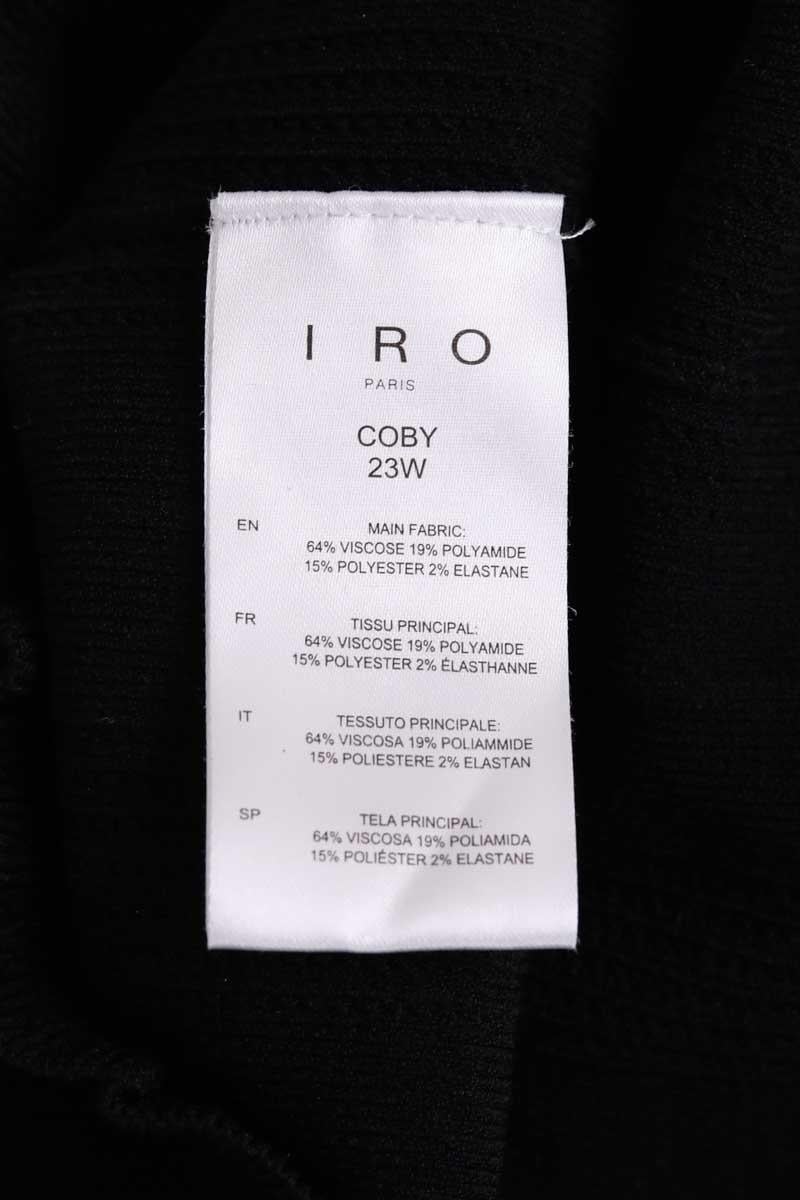 IRO
PARIS
COBY
23W
EN
MAIN FABRIC:
64% VISCOSE 19% POLYAMIDE
15% POLYESTER 2% ELASTANE
FR
TISSU PRINCIPAL:
64% VISCOSE 19% POLYAMIDE
15% POLYESTER 2% ÉLASTHANNE
IT
TESSUTO PRINCIPALE:
64% VISCOSA 19% POLIAMMIDE
15% POLIESTERE 2% ELASTAN
SP
TELA PRINCIPAL:
64% VISCOSA 19% POLIAMIDA
15% POLIÉSTER 2% ELASTANE